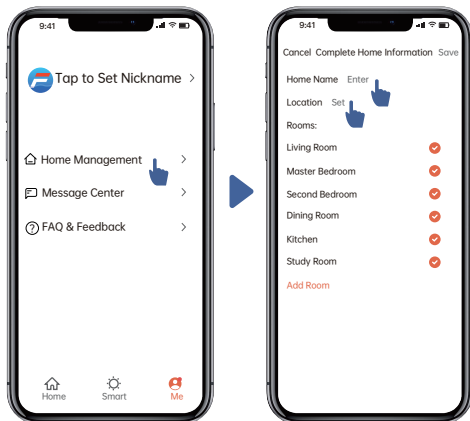 9:41
Tap to Set Nickname
Home Management
Message Center
FAQ & Feedback
Home Smart Me
9:41
Cancel Complete Home Information Save
Home Name Enter
Location Set
Rooms:
Living Room
Master Bedroom
Second Bedroom
Dining Room
Kitchen
Study Room
Add Room